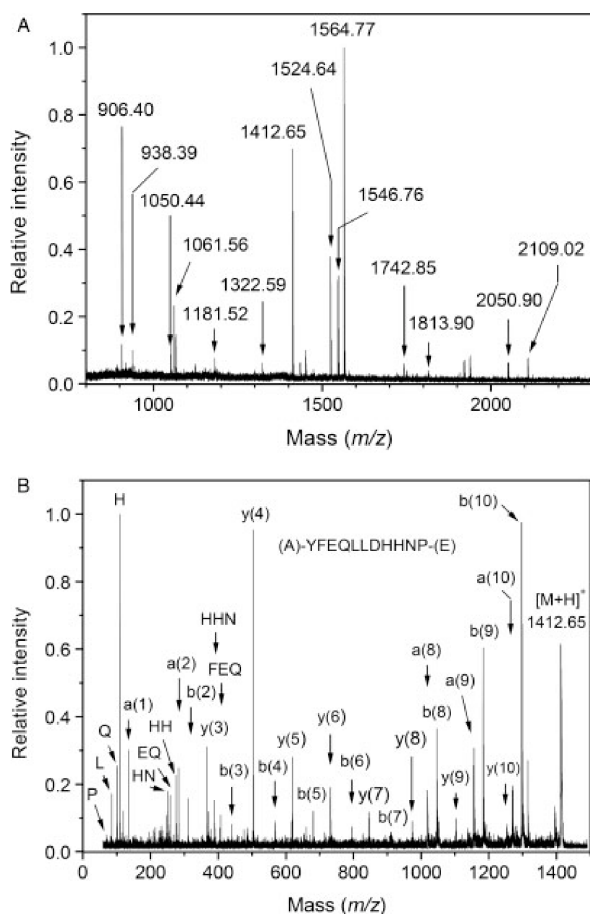 A
1564.77
1524.64
906.40
938.39
1050.44
1061.56
1181.52
1322.59
1412.65
1546.76
1742.85
1813.90
2050.90
2109.02
Relative intensity
1.0
0.8
0.6
0.4
0.2
0.0
1000
1500
2000
Mass (m/z)
B
H
y(4)
(A)-YFEQLLDHHNP-(E)
b(10)
a(10)
[M+H]+
1412.65
HHN
FEQ
a(2)
b(2)
a(1)
y(3)
HH
EQ
HN
Q
L
P
b(3)
b(4)
y(5)
b(5)
y(6)
b(6)
y(7)
b(7)
y(8)
a(8)
b(8)
y(9)
a(9)
b(9)
y(10)
Relative intensity
1.0
0.8
0.6
0.4
0.2
0.0
0
200
400
600
800
1000
1200
1400
Mass (m/z)